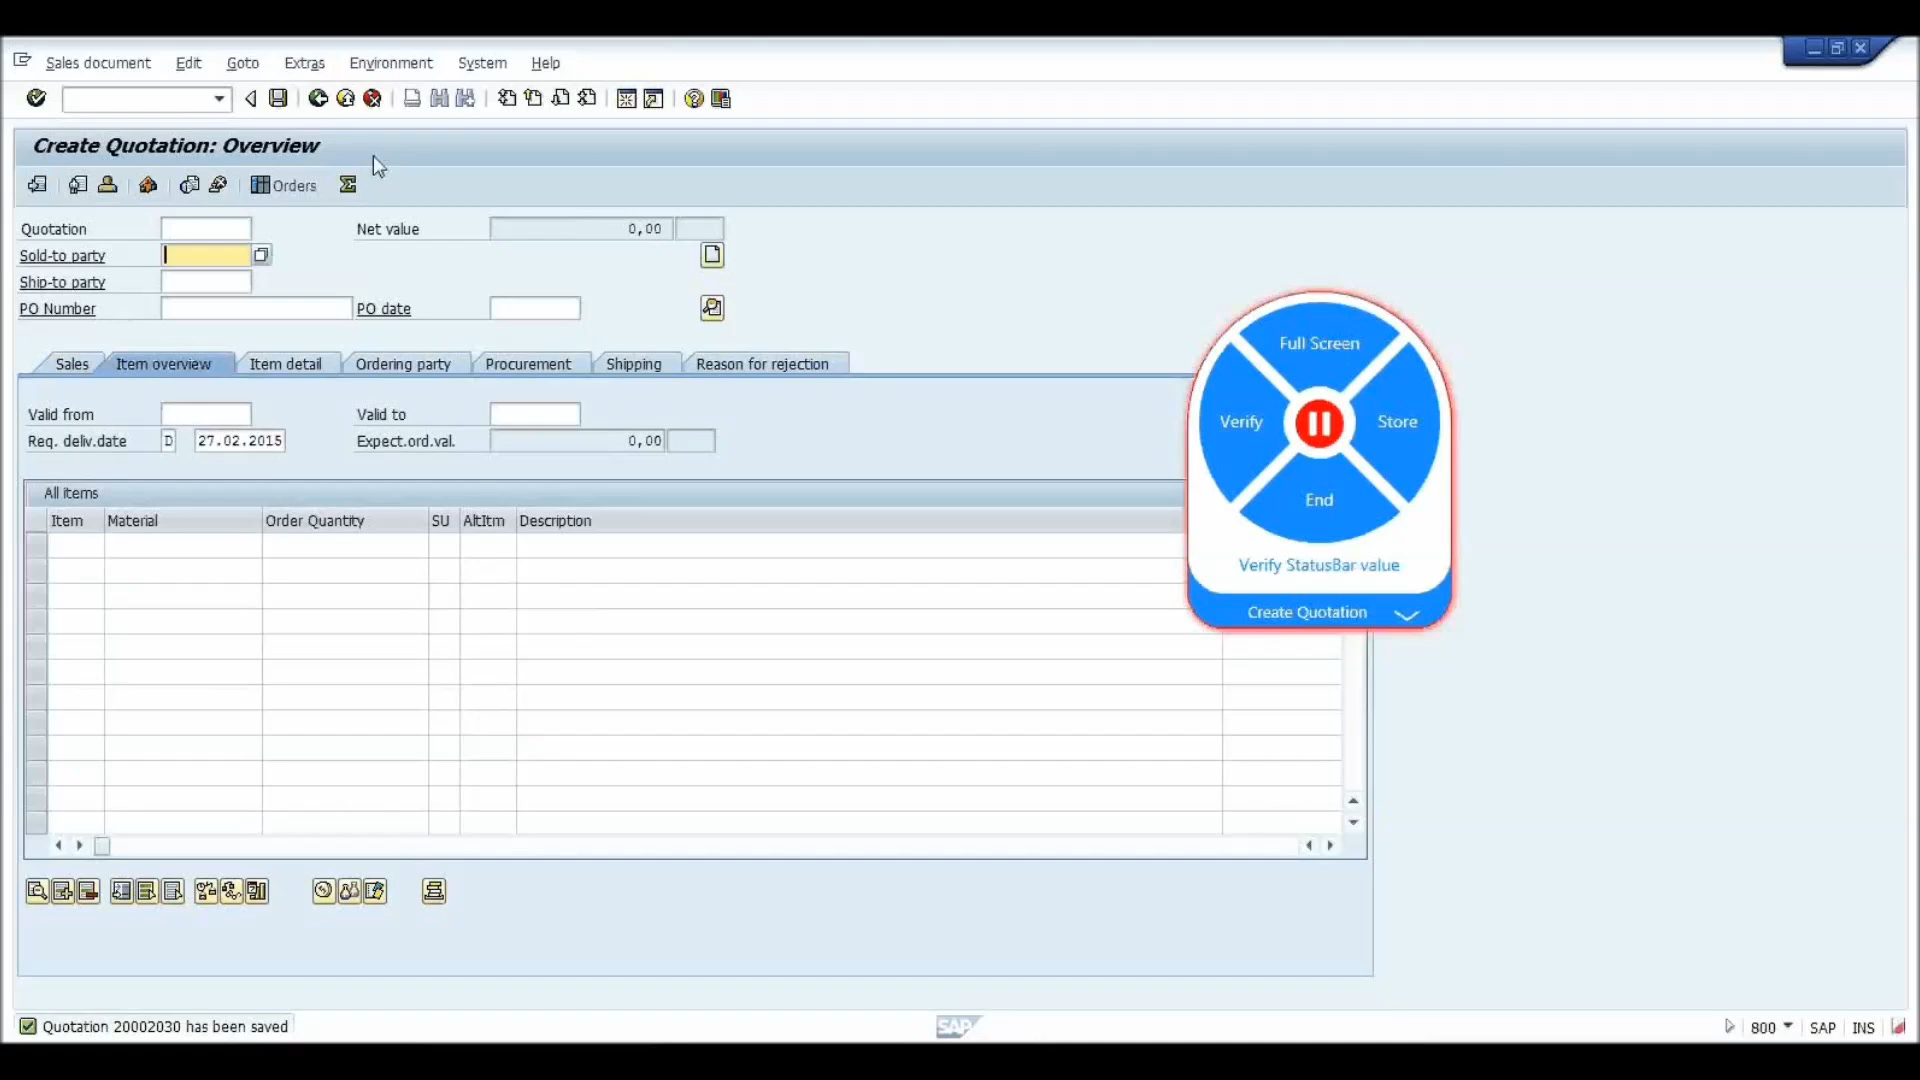 Sales document Edit Goto Extras Environment System Help
Create Quotation: Overview
Orders
Quotation Net value 0,00
Sold-to party
Ship-to party
PO Number PO date
Sales Item overview Item detail Ordering party Procurement Shipping Reason for rejection
Valid from Valid to
Req. deliv.date D 27.02.2015 Expect.ord.val. 0,00
All items
Item Material Order Quantity SU AltItm Description
Full Screen
Verify Store
End
Verify StatusBar value
Create Quotation
Quotation 20002030 has been saved SAP 800 SAP INS